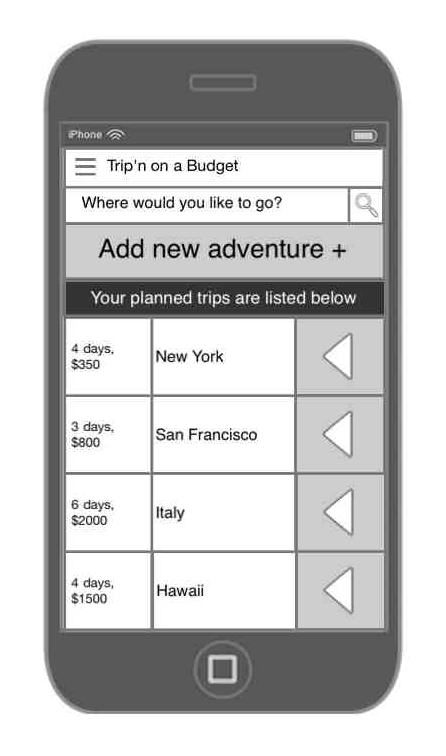 iPhone
Trip'n on a Budget
Where would you like to go?
Add new adventure +
Your planned trips are listed below
4 days,
$350
New York
3 days,
$800
San Francisco
6 days,
$2000
Italy
4 days,
$1500
Hawaii